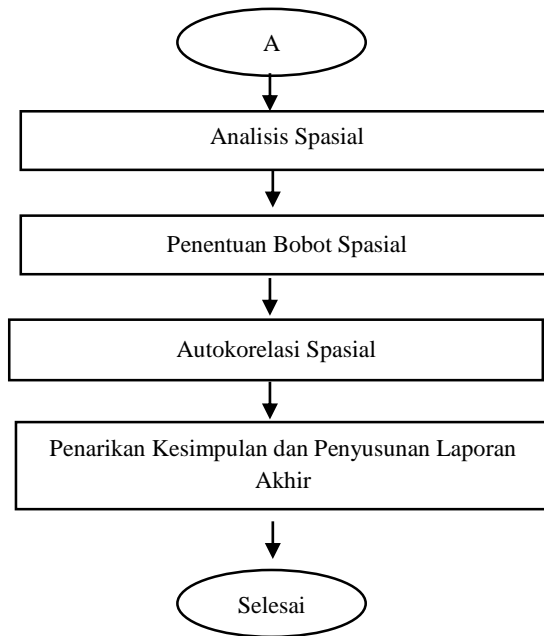 A
Analisis Spasial
Penentuan Bobot Spasial
Autokorelasi Spasial
Penarikan Kesimpulan dan Penyusunan Laporan
Akhir
Selesai